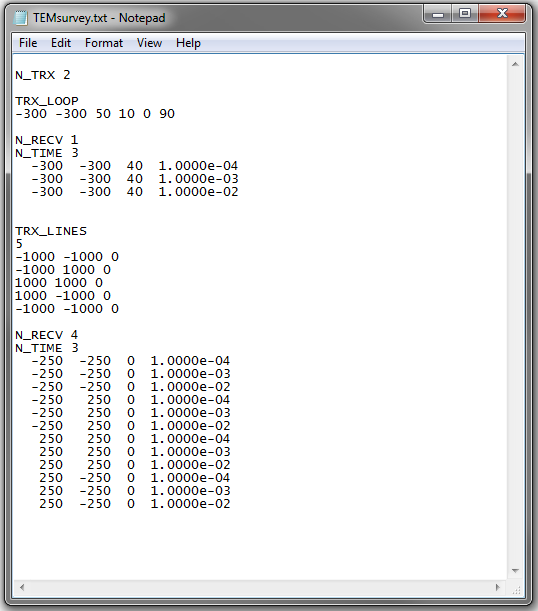 TEMsurvey.txt - Notepad
File Edit Format View Help
N_TRX 2
TRX_LOOP
-300 -300 50 10 0 90
N_RECV 1
N_TIME 3
-300 -300 40 1.0000e-04
-300 -300 40 1.0000e-03
-300 -300 40 1.0000e-02
TRX_LINES
5
-1000 -1000 0
-1000 1000 0
1000 1000 0
1000 -1000 0
-1000 -1000 0
N_RECV 4
N_TIME 3
-250 -250 0 1.0000e-04
-250 -250 0 1.0000e-03
-250 -250 0 1.0000e-02
-250 250 0 1.0000e-04
-250 250 0 1.0000e-03
-250 250 0 1.0000e-02
250 250 0 1.0000e-04
250 250 0 1.0000e-03
250 250 0 1.0000e-02
250 -250 0 1.0000e-04
250 -250 0 1.0000e-03
250 -250 0 1.0000e-02